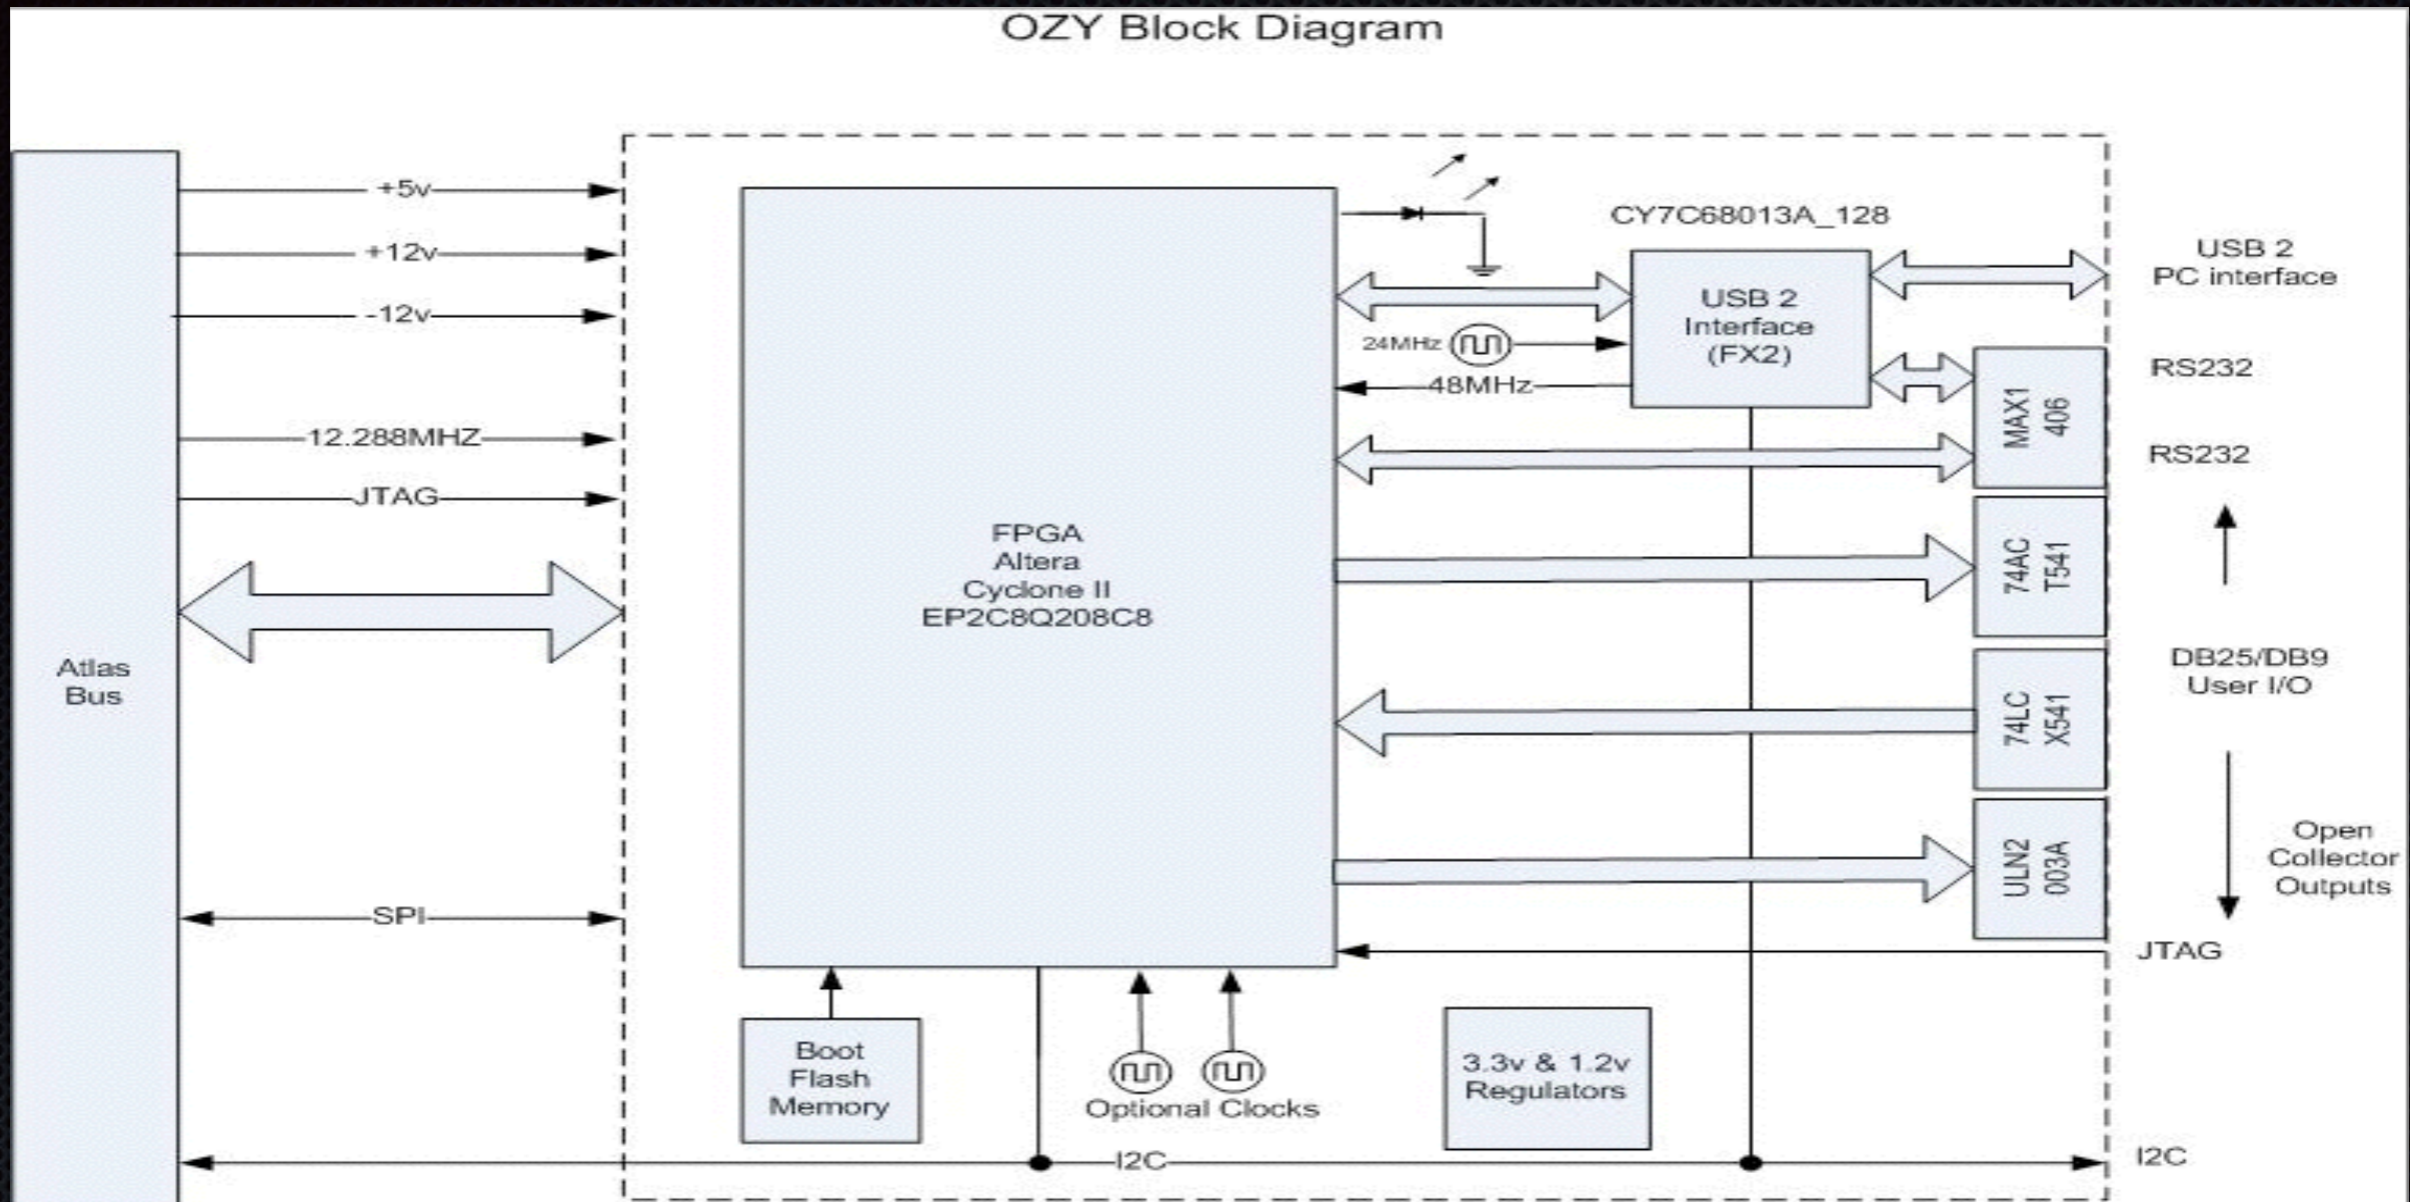 OZY Block Diagram
+5v
+12v
-12v
12.288MHZ
JTAG
Atlas
Bus
SPI
FPGA
Altera
Cyclone II
EP2C8Q208C8
Boot
Flash
Memory
Optional Clocks
I2C
24MHz
48MHz
CY7C68013A_128
USB 2
Interface
(FX2)
3.3v & 1.2v
Regulators
MAX1
406
74AC
T541
74LC
X541
ULN2
003A
USB 2
PC interface
RS232
RS232
DB25/DB9
User I/O
Open
Collector
Outputs
JTAG
I2C